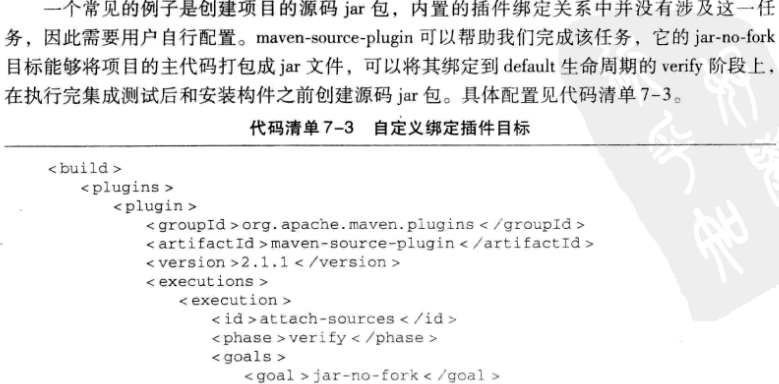 一个常见的例子是创建项目的源码 jar 包，内置的插件绑定关系中并没有涉及这一任
务，因此需要用户自行配置。maven-source-plugin 可以帮助我们完成该任务，它的 jar-no-fork
目标能够将项目的主代码打包成 jar 文件，可以将其绑定到 default 生命周期的 verify 阶段上，
在执行完集成测试后和安装构件之前创建源码 jar 包。具体配置见代码清单 7-3。
代码清单 7-3 自定义绑定插件目标
<build>
<plugins>
<plugin>
<groupId>org.apache.maven.plugins</groupId>
<artifactId>maven-source-plugin</artifactId>
<version>2.1.1</version>
<executions>
<execution>
<id>attach-sources</id>
<phase>verify</phase>
<goals>
<goal>jar-no-fork</goal>